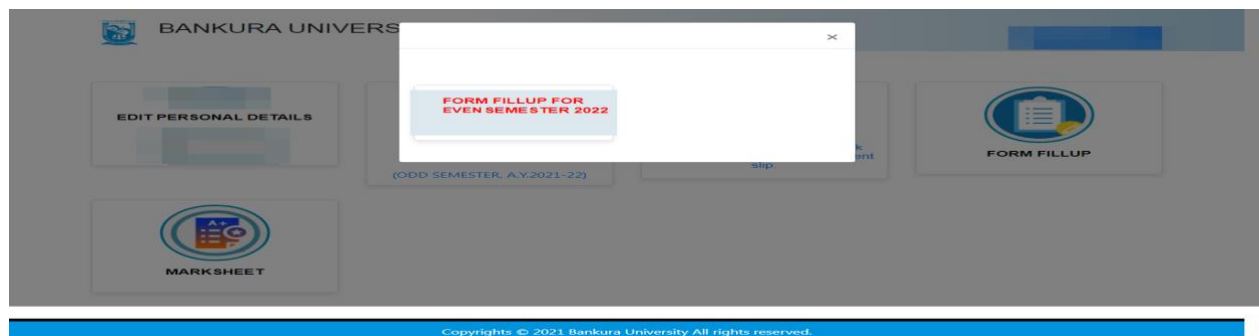 BANKURA UNIVERS
×
FORM FILLUP FOR
EVEN SEMESTER 2022
EDIT PERSONAL DETAILS
(ODD SEMESTER, A.Y.2021-22)
slip
FORM FILLUP
A+
MARKSHEET
Copyrights © 2021 Bankura University All rights reserved.